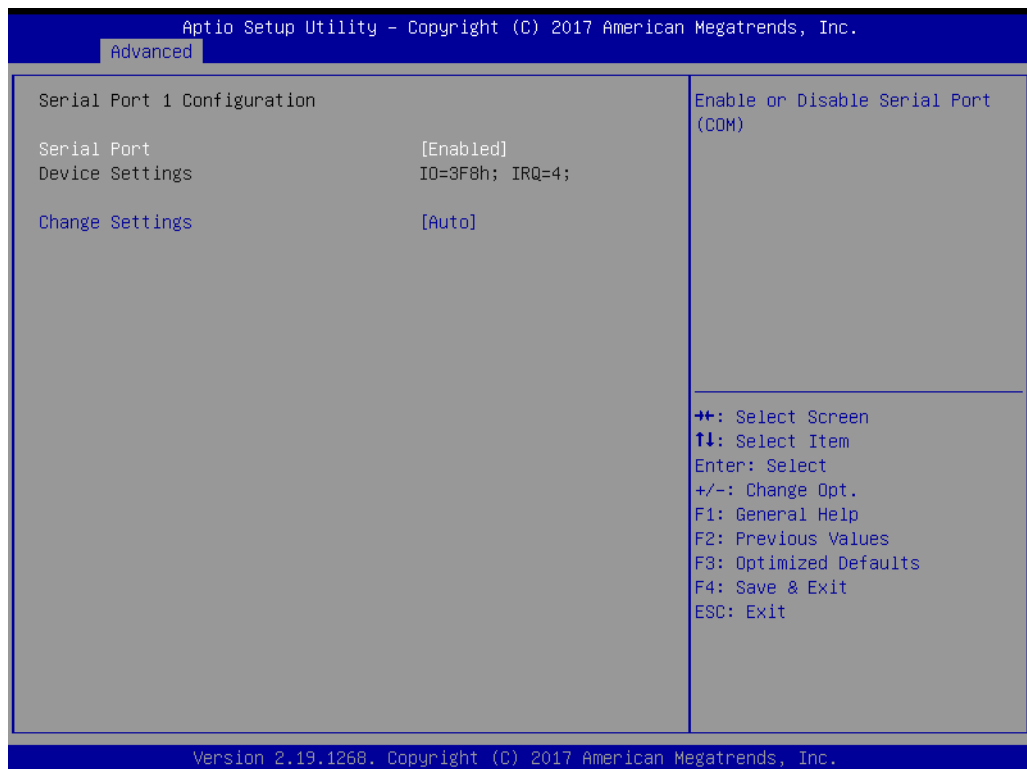 Aptio Setup Utility – Copyright (C) 2017 American Megatrends, Inc.
Advanced
Serial Port 1 Configuration
Serial Port [Enabled]
Device Settings IO=3F8h; IRQ=4;
Change Settings [Auto]
Enable or Disable Serial Port
(COM)
→←: Select Screen
↑↓: Select Item
Enter: Select
+/-: Change Opt.
F1: General Help
F2: Previous Values
F3: Optimized Defaults
F4: Save & Exit
ESC: Exit
Version 2.19.1268. Copyright (C) 2017 American Megatrends, Inc.